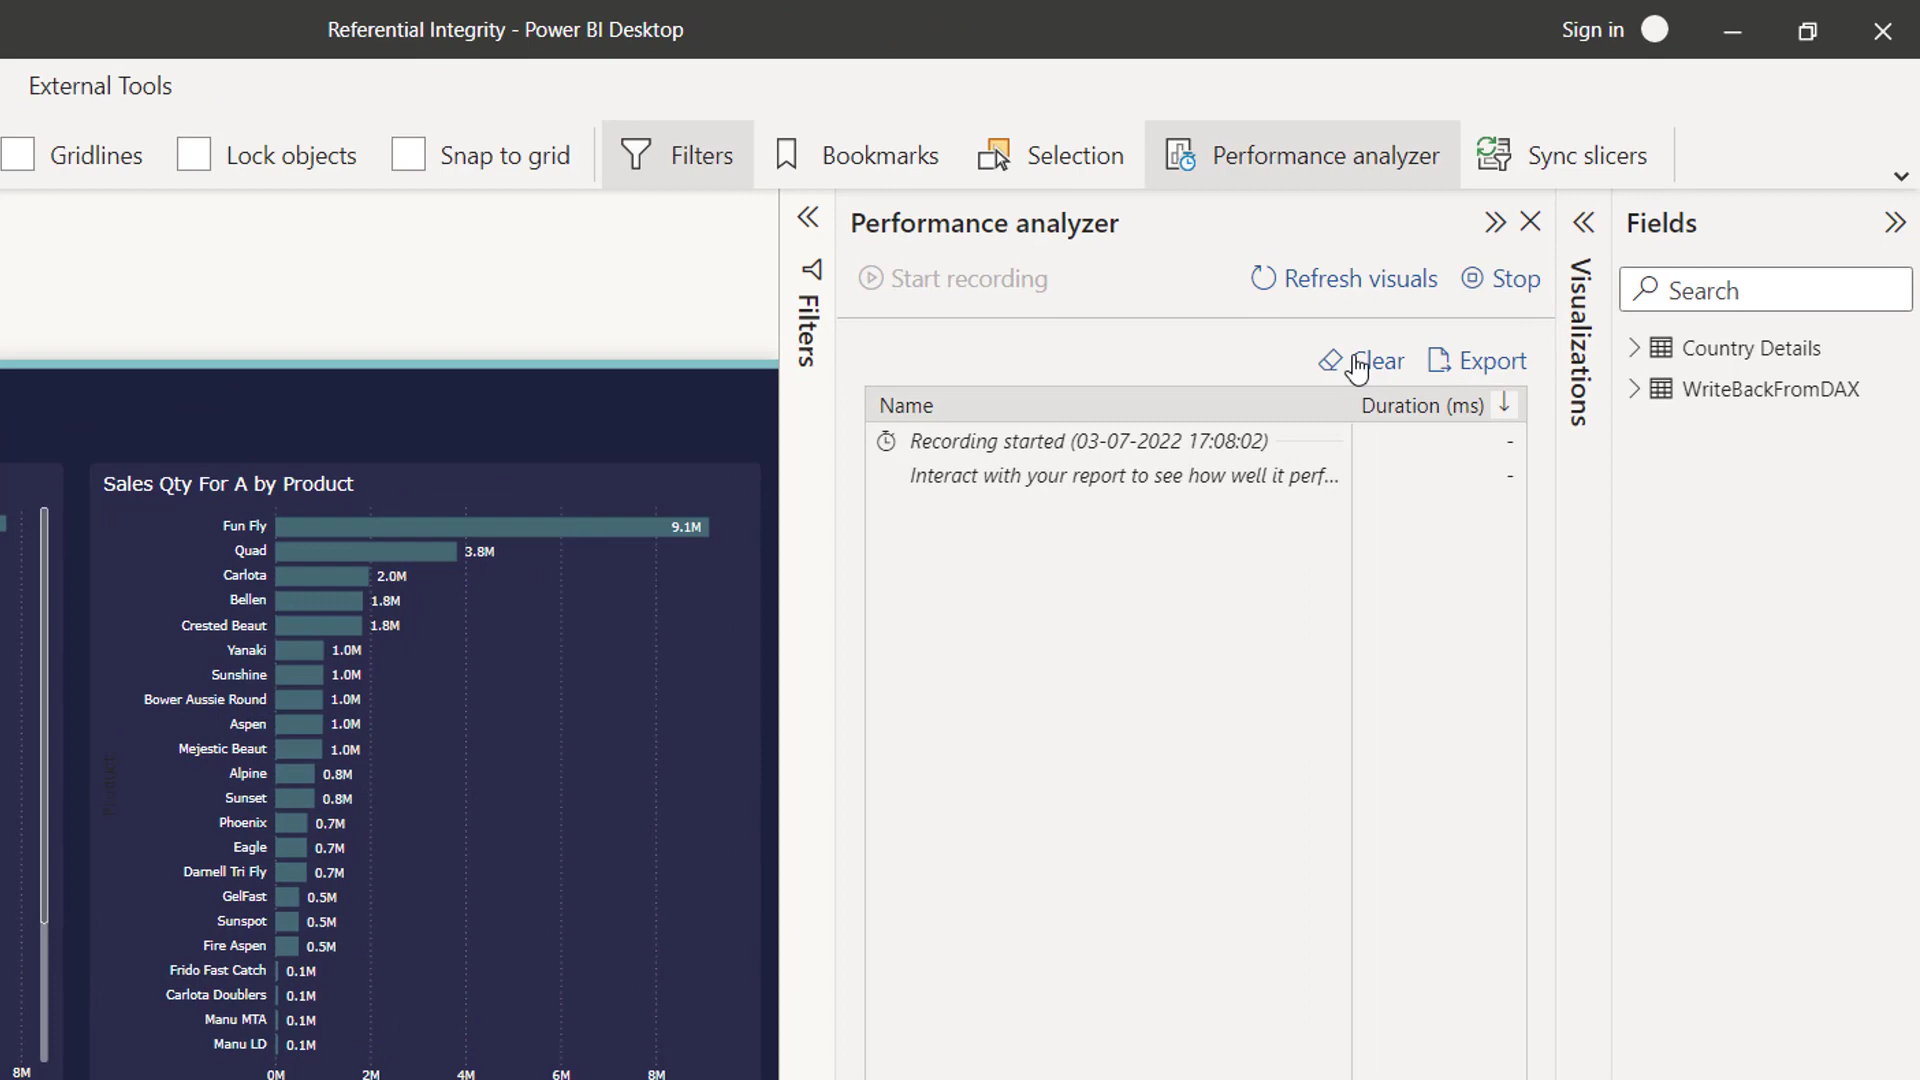 Referential Integrity - Power BI Desktop
Sign in
External Tools
Gridlines
Lock objects
Snap to grid
Filters
Bookmarks
Selection
Performance analyzer
Sync slicers
Performance analyzer
Fields
Start recording
Refresh visuals
Stop
Search
Filters
Visualizations
Clear
Export
Country Details
WriteBackFromDAX
Name
Duration (ms)
Recording started (03-07-2022 17:08:02)
-
Interact with your report to see how well it perf...
-
Sales Qty For A by Product
Product
Fun Fly 9.1M
Quad 3.8M
Carlota 2.0M
Bellen 1.8M
Crested Beaut 1.8M
Yanaki 1.0M
Sunshine 1.0M
Bower Aussie Round 1.0M
Aspen 1.0M
Mejestic Beaut 1.0M
Alpine 0.8M
Sunset 0.8M
Phoenix 0.7M
Eagle 0.7M
Darnell Tri Fly 0.7M
GelFast 0.5M
Sunspot 0.5M
Fire Aspen 0.5M
Frido Fast Catch 0.1M
Carlota Doublers 0.1M
Manu MTA 0.1M
Manu LD 0.1M
8M
0M 2M 4M 6M 8M